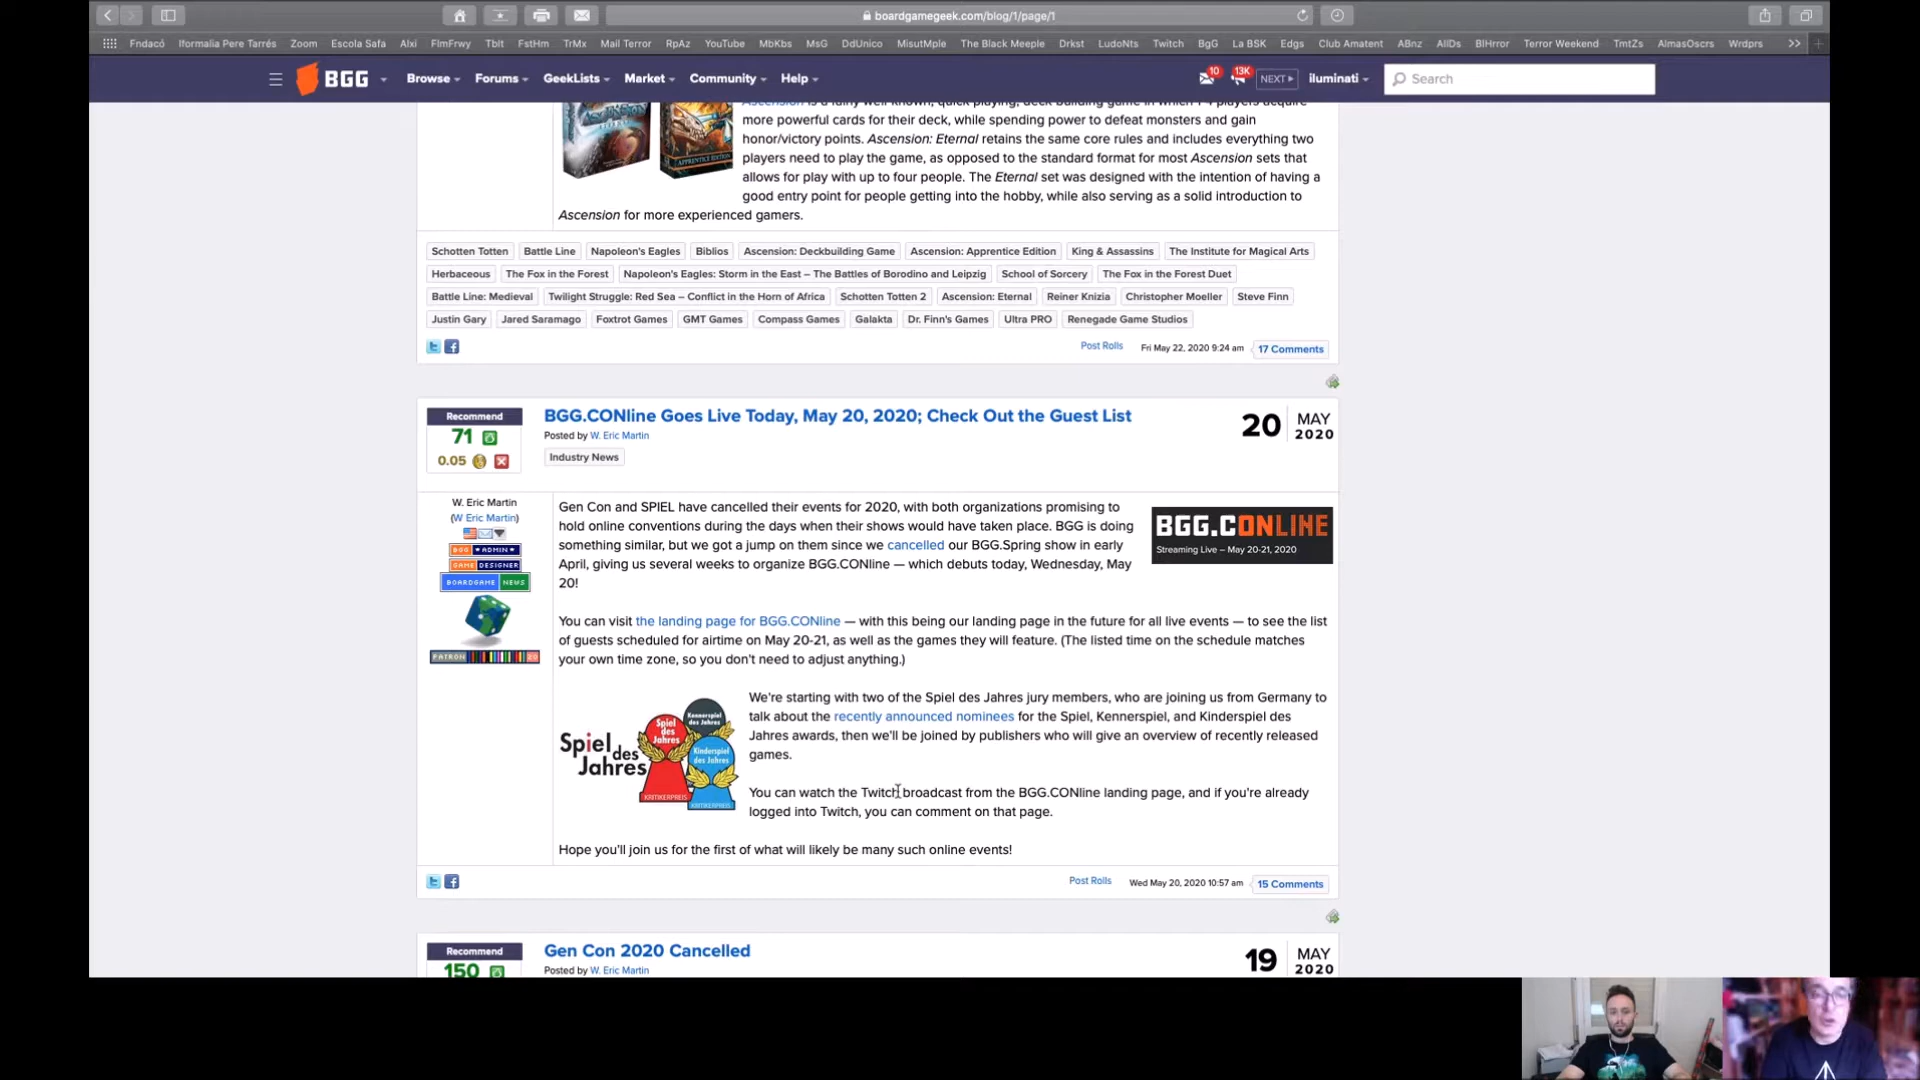 boardgamegeek.com/blog/1/page/1
Fndacó Iformalia Pere Tarrés Zoom Escola Safa Alxi FlmFrwy Tblt FstHm TrMx Mail Terror RpAz YouTube MbKbs MsG DdUnico MisutMple The Black Meeple Drkst LudoNts Twitch BgG La BSK Edgs Club Amatent ABnz AllDs BlHrror Terror Weekend TmtZs AlmasOscrs Wrdprs
BGG Browse Forums GeekLists Market Community Help 10 13K NEXT iluminati Search
Ascension is a fairly well-known, quick-playing, deck-building game in which 1-4 players acquire
more powerful cards for their deck, while spending power to defeat monsters and gain
honor/victory points. Ascension: Eternal retains the same core rules and includes everything two
players need to play the game, as opposed to the standard format for most Ascension sets that
allows for play with up to four people. The Eternal set was designed with the intention of having a
good entry point for people getting into the hobby, while also serving as a solid introduction to
Ascension for more experienced gamers.
APPRENTICE EDITION
Schotten Totten Battle Line Napoleon's Eagles Biblios Ascension: Deckbuilding Game Ascension: Apprentice Edition King & Assassins The Institute for Magical Arts
Herbaceous The Fox in the Forest Napoleon's Eagles: Storm in the East – The Battles of Borodino and Leipzig School of Sorcery The Fox in the Forest Duet
Battle Line: Medieval Twilight Struggle: Red Sea – Conflict in the Horn of Africa Schotten Totten 2 Ascension: Eternal Reiner Knizia Christopher Moeller Steve Finn
Justin Gary Jared Saramago Foxtrot Games GMT Games Compass Games Galakta Dr. Finn's Games Ultra PRO Renegade Game Studios
Post Rolls Fri May 22, 2020 9:24 am 17 Comments
Recommend
71
0.05
BGG.CONline Goes Live Today, May 20, 2020; Check Out the Guest List
Posted by W. Eric Martin
Industry News
20 MAY
2020
W. Eric Martin
(W Eric Martin)
BGG ADMIN
GAME DESIGNER
BOARDGAME NEWS
PATRON 20
Gen Con and SPIEL have cancelled their events for 2020, with both organizations promising to
hold online conventions during the days when their shows would have taken place. BGG is doing
something similar, but we got a jump on them since we cancelled our BGG.Spring show in early
April, giving us several weeks to organize BGG.CONline — which debuts today, Wednesday, May
20!
BGG.CONLINE
Streaming Live – May 20-21, 2020
You can visit the landing page for BGG.CONline — with this being our landing page in the future for all live events — to see the list
of guests scheduled for airtime on May 20-21, as well as the games they will feature. (The listed time on the schedule matches
your own time zone, so you don't need to adjust anything.)
Spiel des Jahres
Spiel des Jahres
Kennerspiel des Jahres
Kinderspiel des Jahres
KRITIKERPREIS
KRITIKERPREIS
We're starting with two of the Spiel des Jahres jury members, who are joining us from Germany to
talk about the recently announced nominees for the Spiel, Kennerspiel, and Kinderspiel des
Jahres awards, then we'll be joined by publishers who will give an overview of recently released
games.
You can watch the Twitch broadcast from the BGG.CONline landing page, and if you're already
logged into Twitch, you can comment on that page.
Hope you'll join us for the first of what will likely be many such online events!
Post Rolls Wed May 20, 2020 10:57 am 15 Comments
Recommend
150
Gen Con 2020 Cancelled
Posted by W. Eric Martin
19 MAY
2020